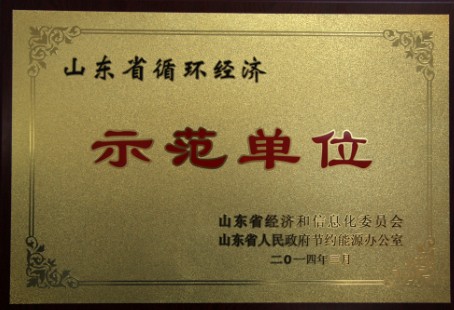 山东省循环经济
示范单位
山东省经济和信息化委员会
山东省人民政府节约能源办公室
二〇一四年三月